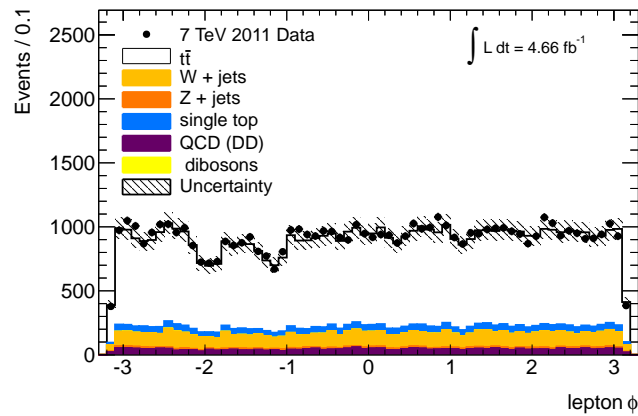 Events / 0.1
2500
2000
1500
1000
500
0
7 TeV 2011 Data
tt̄
W + jets
Z + jets
single top
QCD (DD)
dibosons
Uncertainty
∫ L dt = 4.66 fb⁻¹
-3 -2 -1 0 1 2 3
lepton ϕ